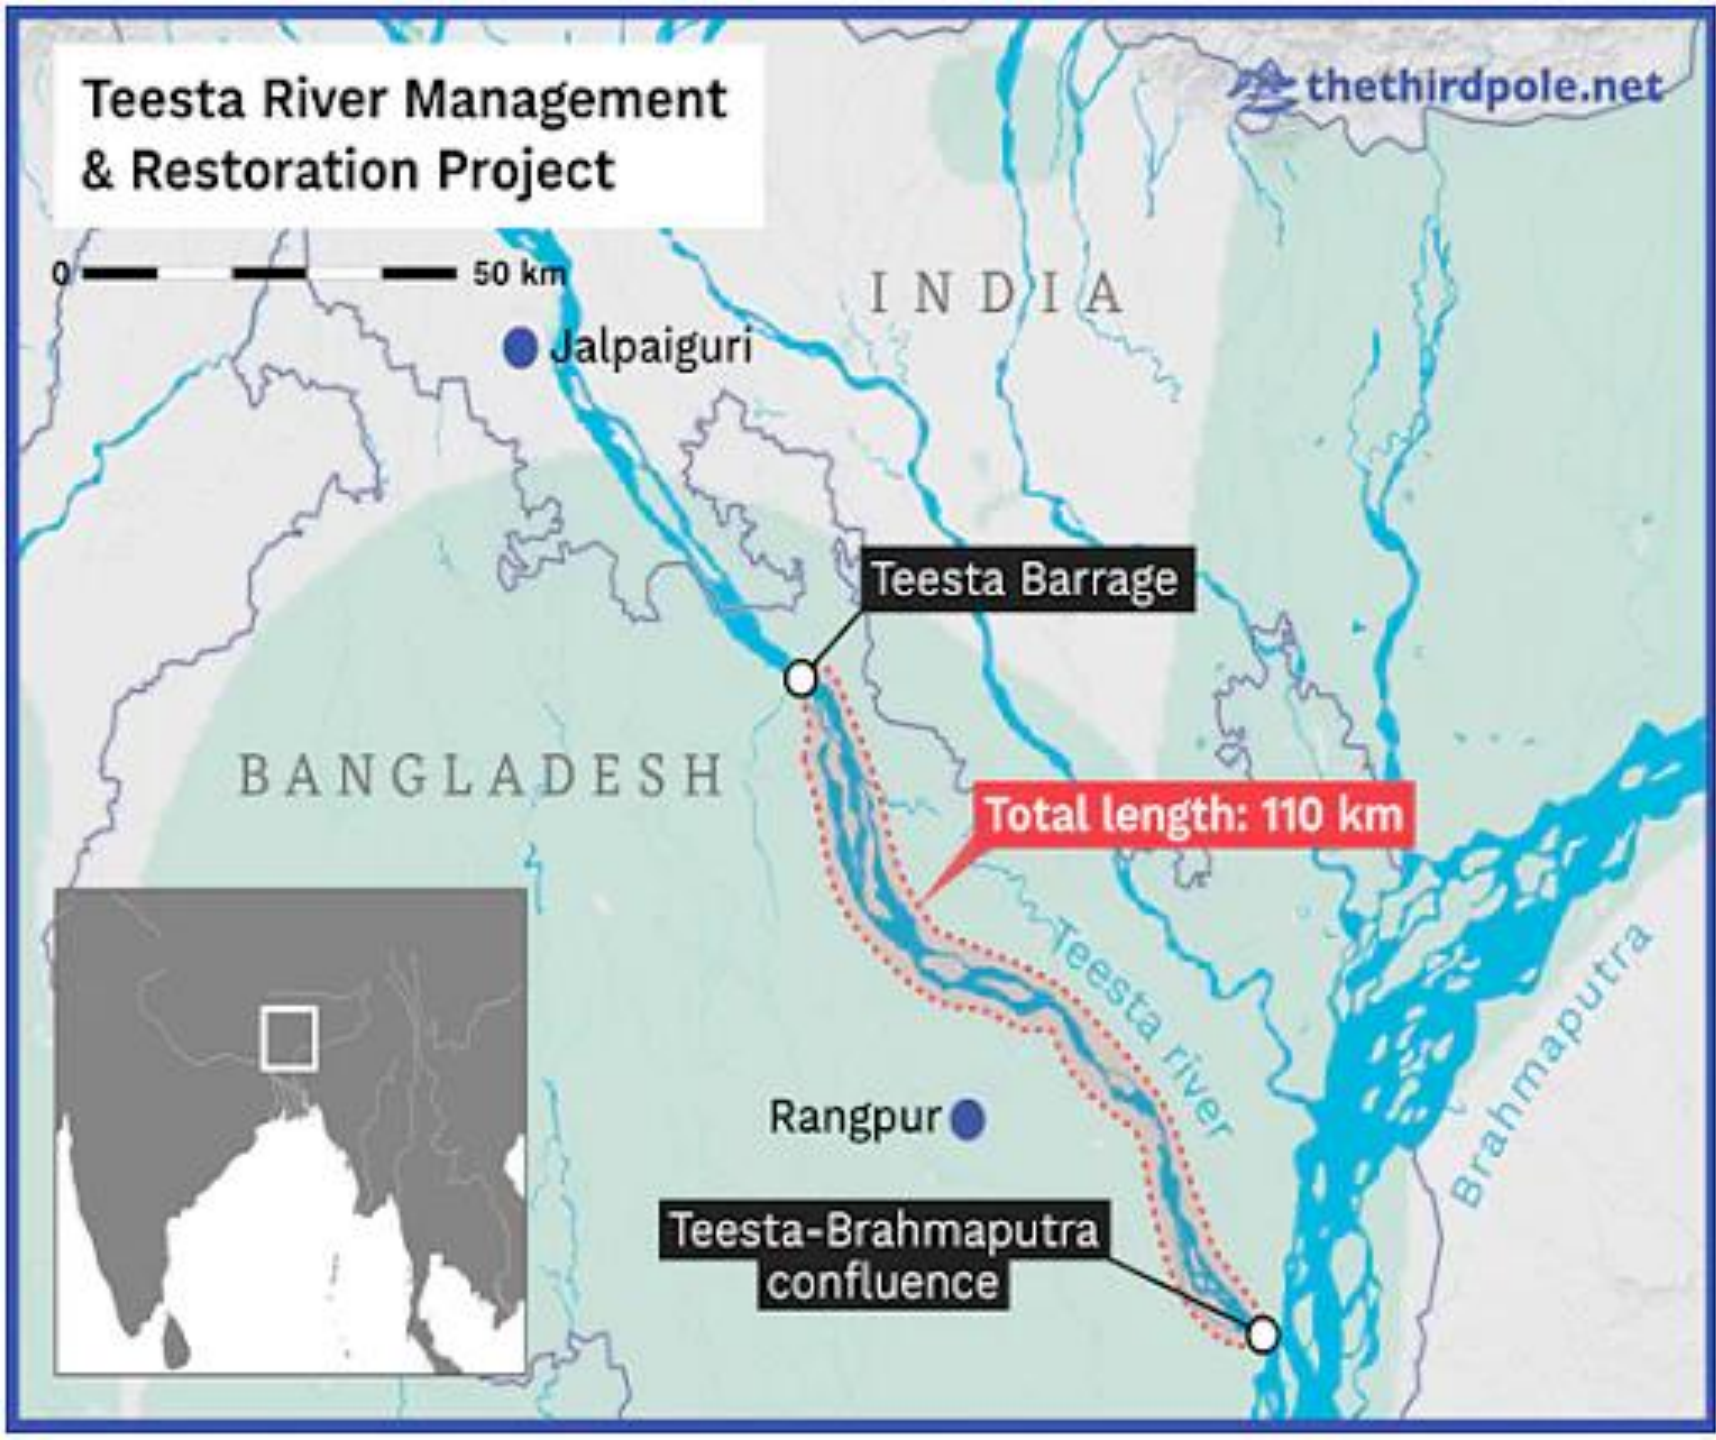 Teesta River Management
& Restoration Project
thethirdpole.net
0 50 km
INDIA
Jalpaiguri
Teesta Barrage
BANGLADESH
Total length: 110 km
Teesta river
Brahmaputra
Rangpur
Teesta-Brahmaputra
confluence